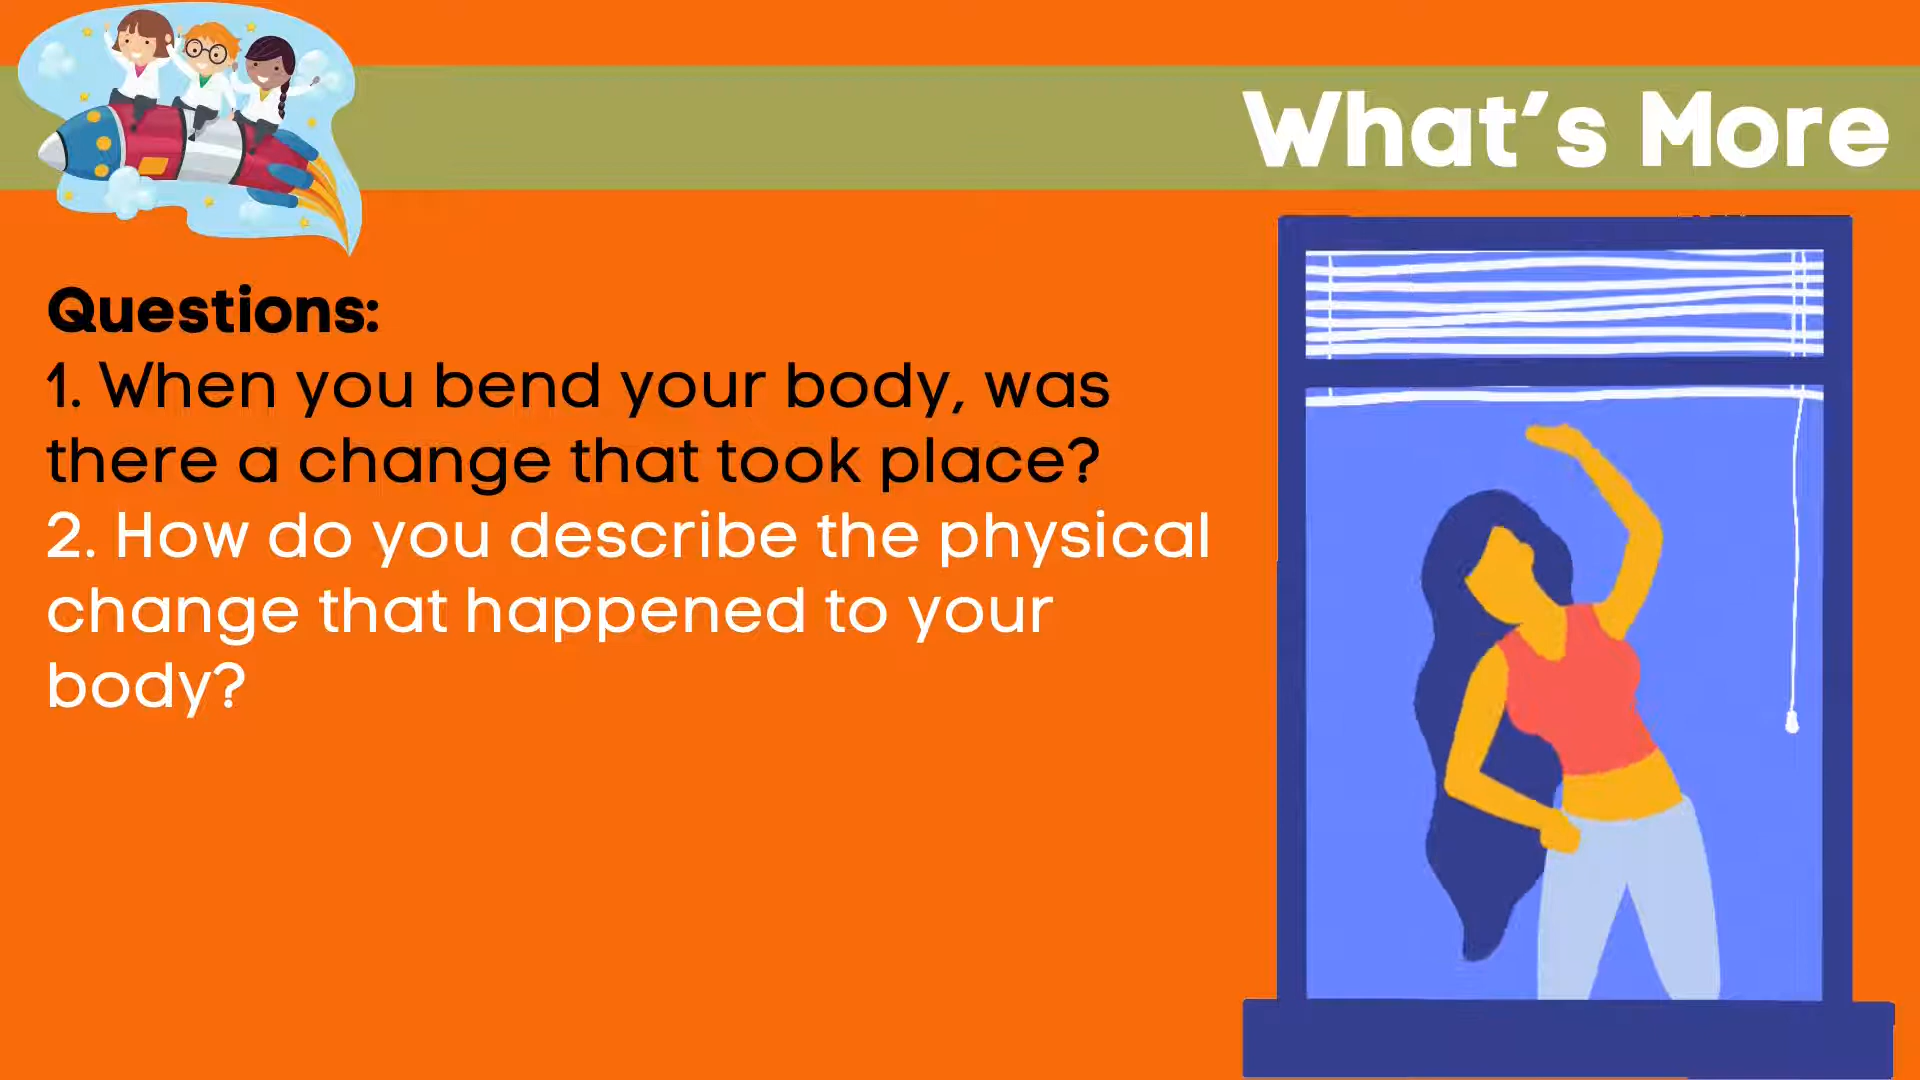 What's More
Questions:
1. When you bend your body, was
there a change that took place?
2. How do you describe the physical
change that happened to your
body?